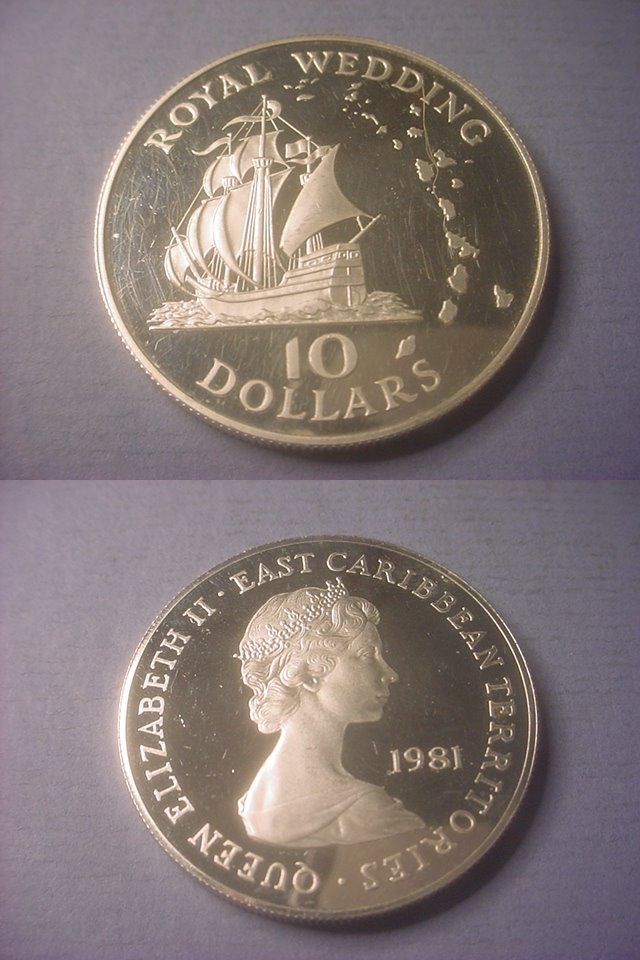 ROYAL WEDDING
10
DOLLARS
QUEEN ELIZABETH II · EAST CARIBBEAN TERRITORIES ·
1981